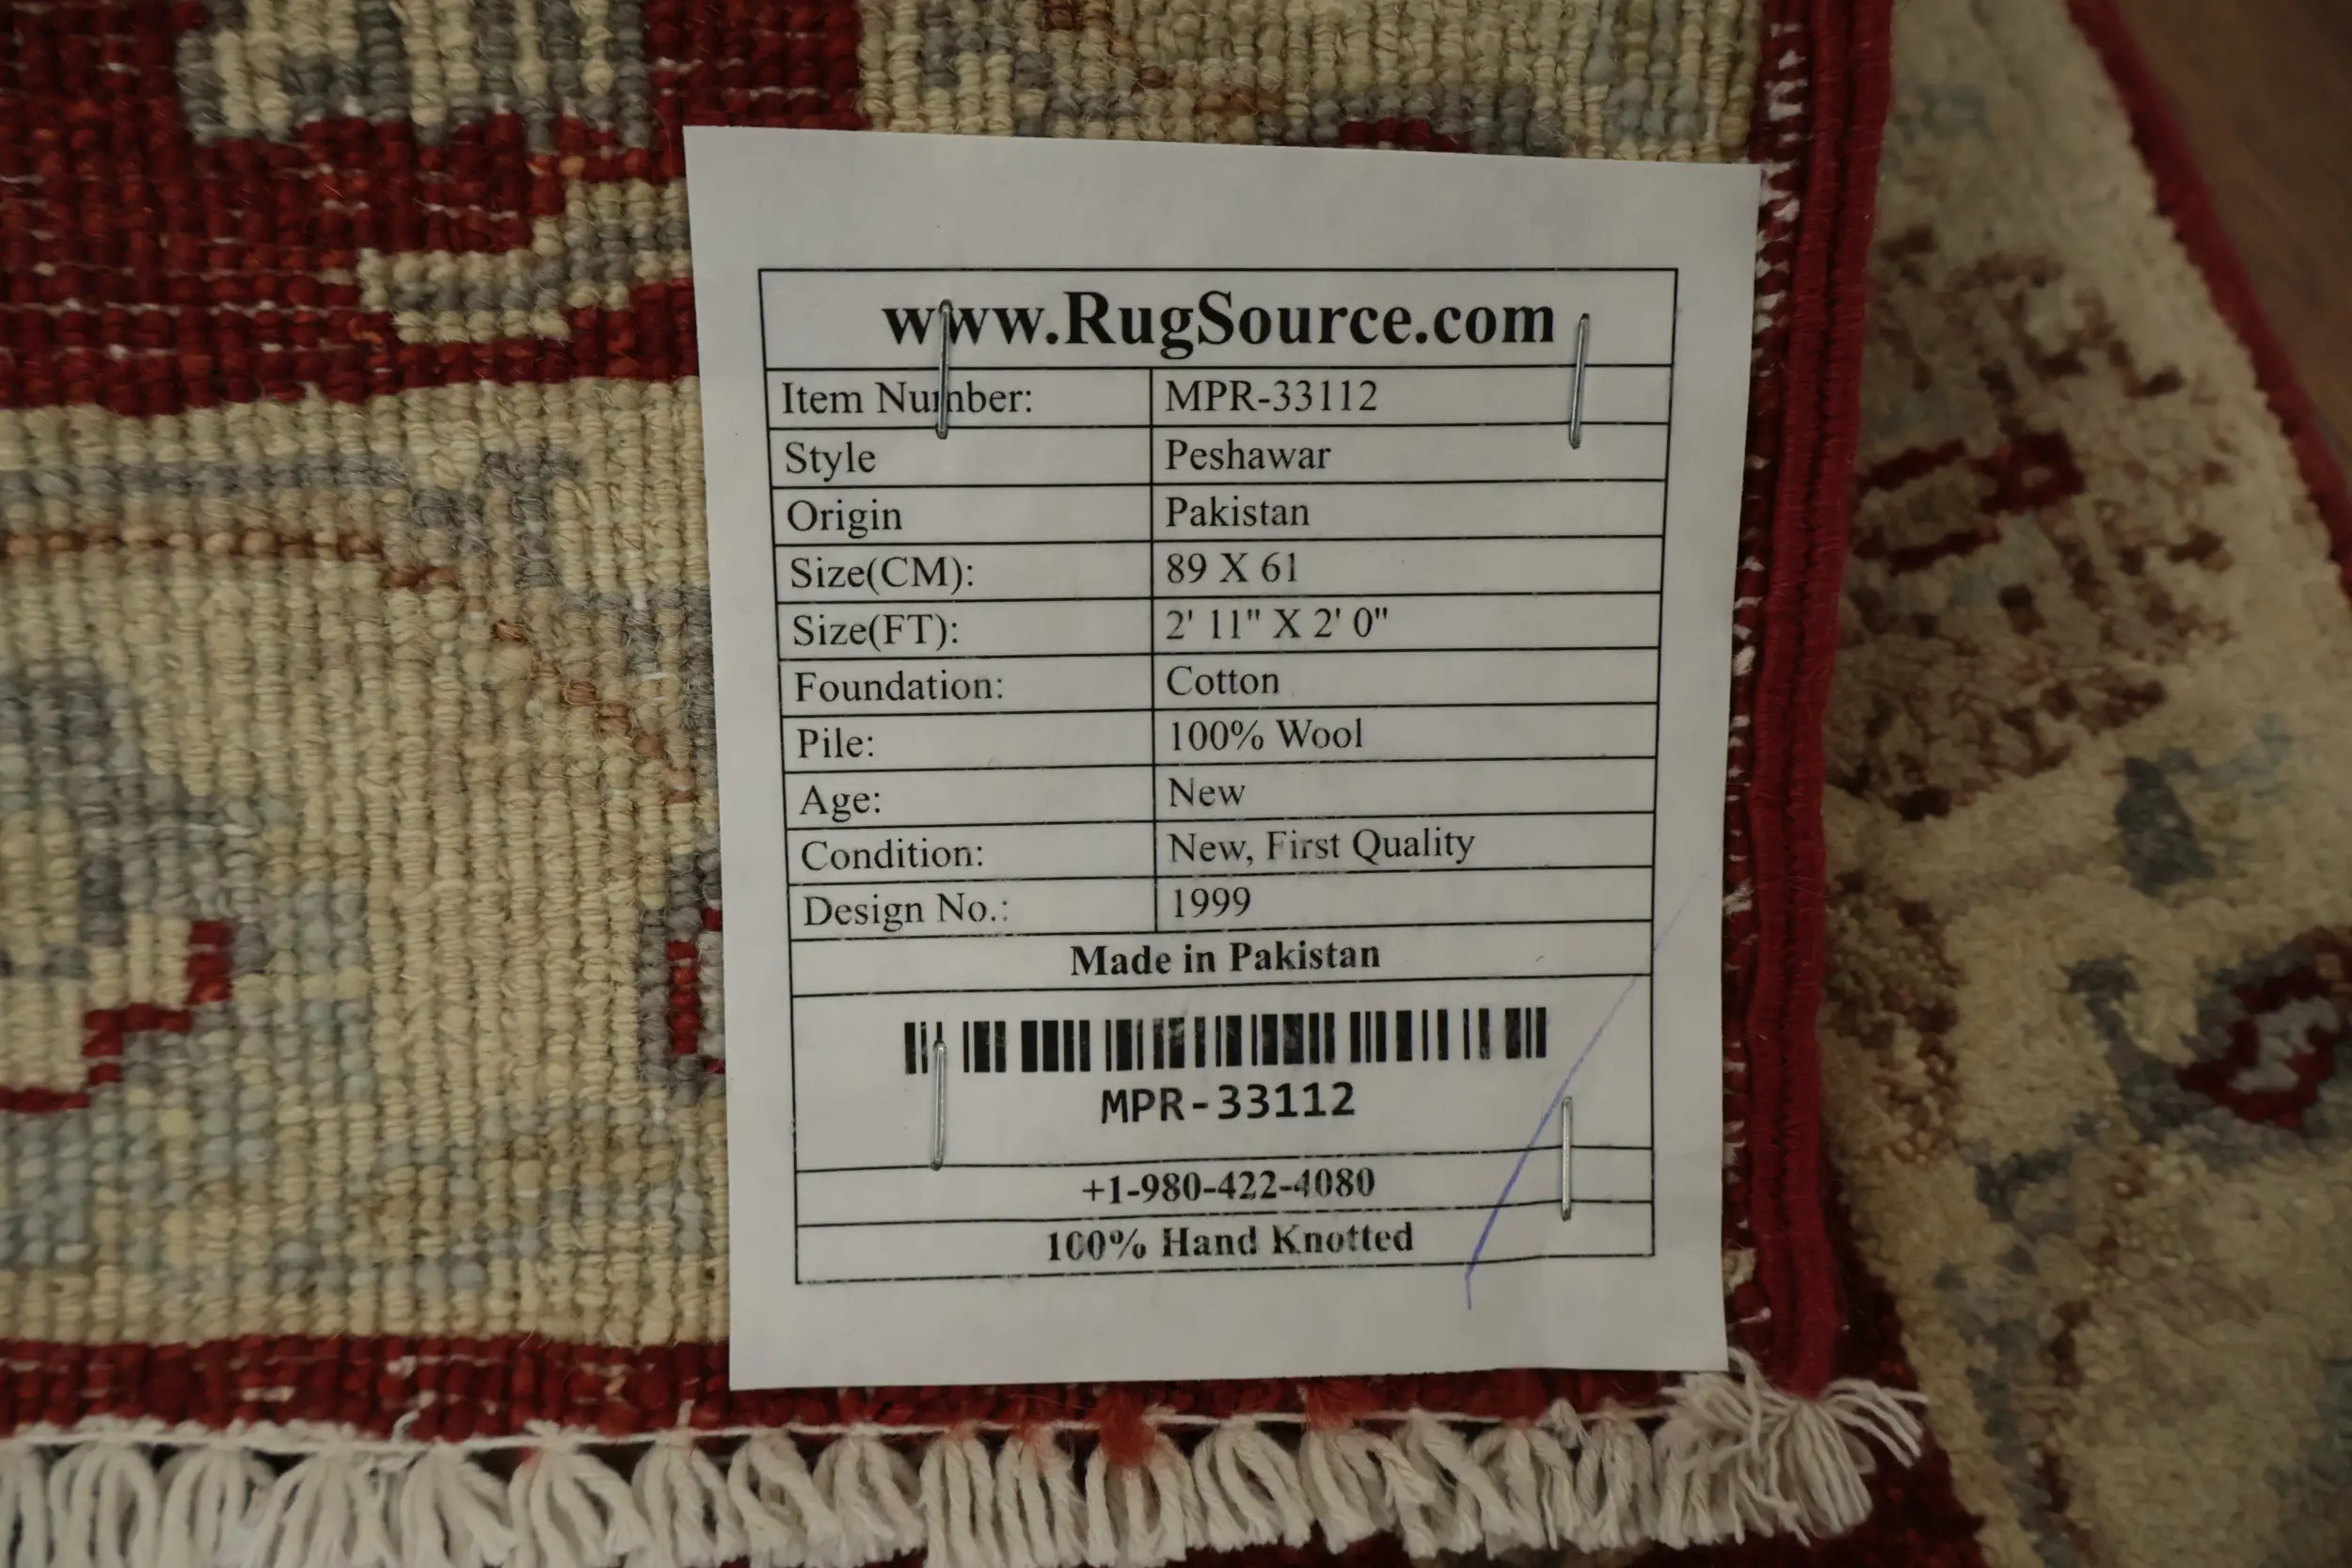 www.RugSource.com
Item Number: MPR-33112
Style Peshawar
Origin Pakistan
Size(CM): 89 X 61
Size(FT): 2' 11" X 2' 0"
Foundation: Cotton
Pile: 100% Wool
Age: New
Condition: New, First Quality
Design No.: 1999
Made in Pakistan
MPR-33112
+1-980-422-4080
100% Hand Knotted